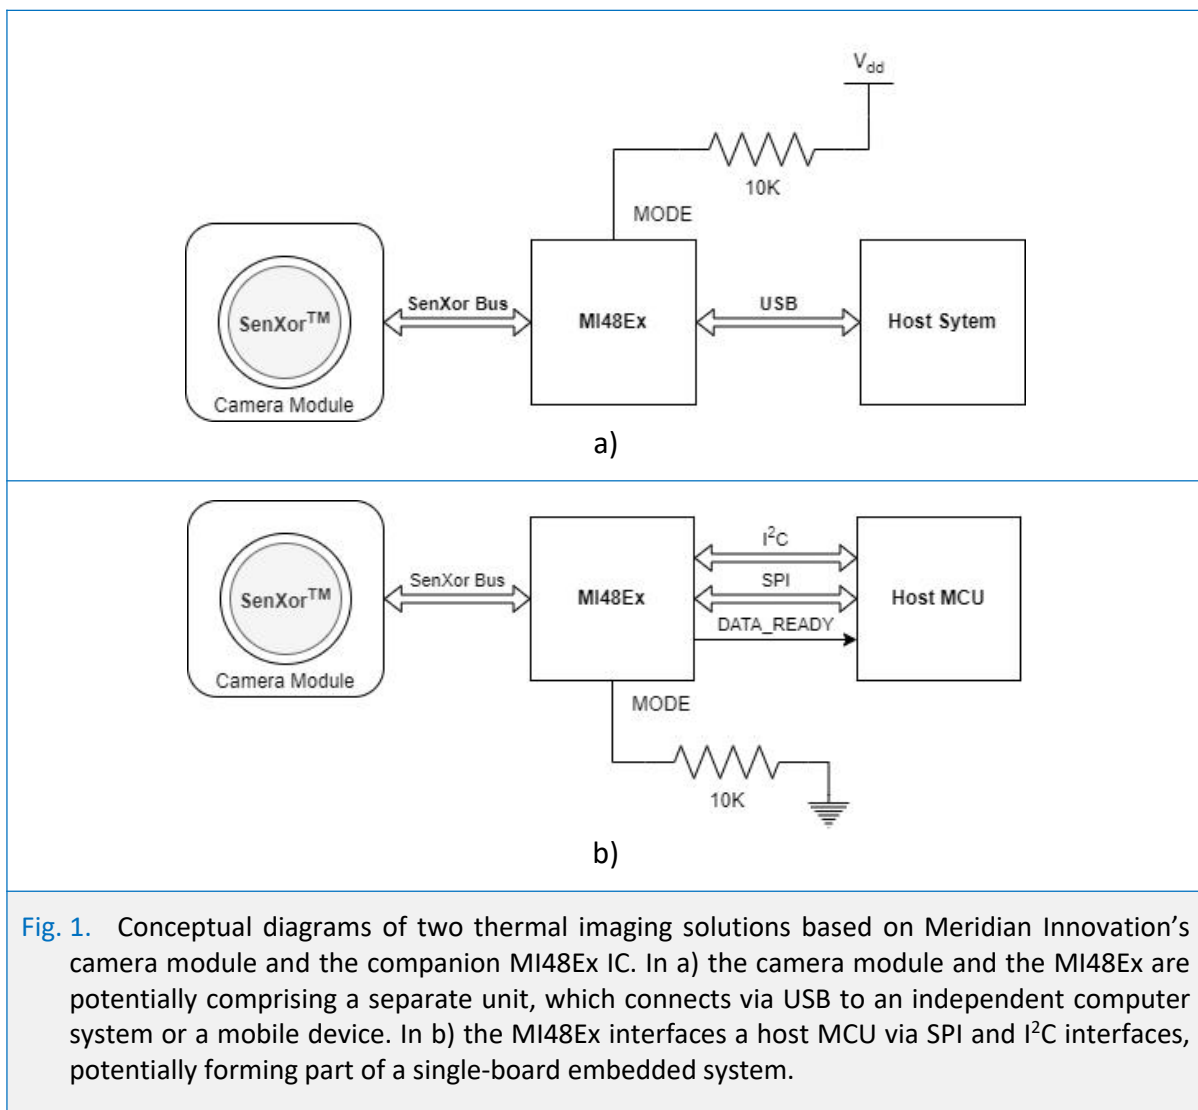 V_dd
10K
MODE
SenXor™
Camera Module
SenXor Bus
MI48Ex
USB
Host Sytem
a)
SenXor™
Camera Module
SenXor Bus
MI48Ex
I²C
SPI
DATA_READY
Host MCU
MODE
10K
b)
Fig. 1. Conceptual diagrams of two thermal imaging solutions based on Meridian Innovation’s
camera module and the companion MI48Ex IC. In a) the camera module and the MI48Ex are
potentially comprising a separate unit, which connects via USB to an independent computer
system or a mobile device. In b) the MI48Ex interfaces a host MCU via SPI and I²C interfaces,
potentially forming part of a single-board embedded system.